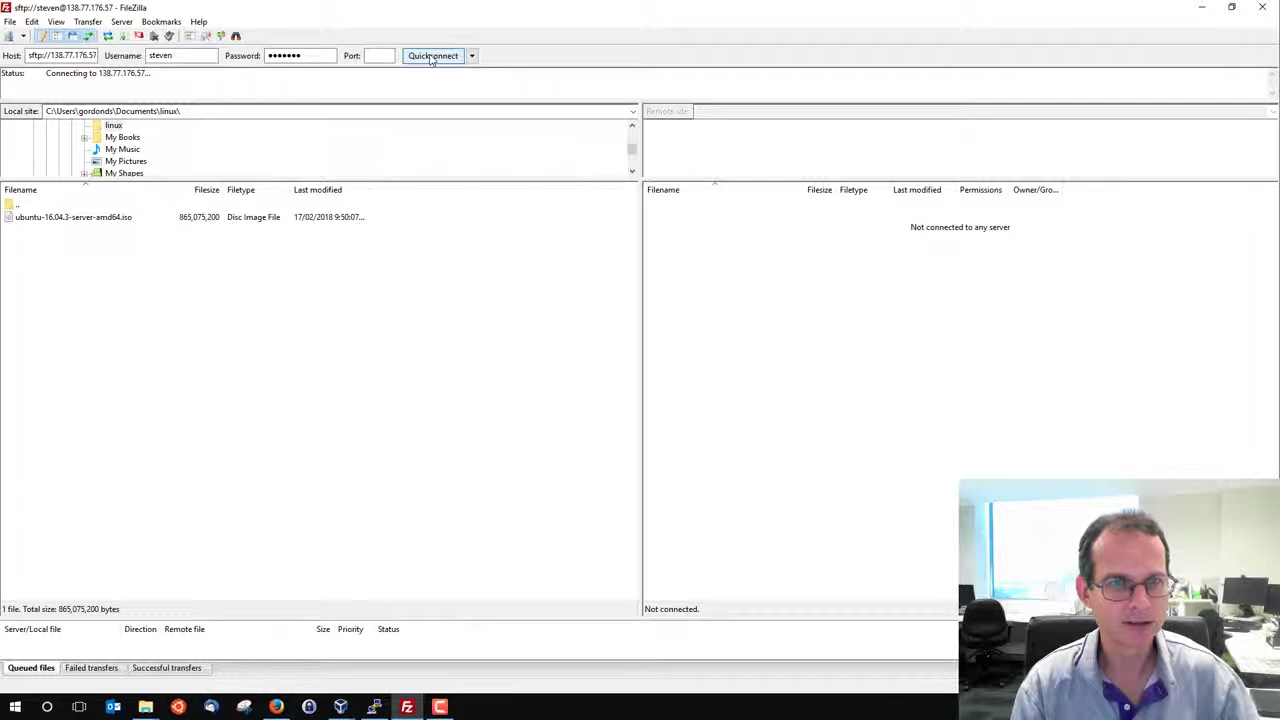 sftp://steven@138.77.176.57 - FileZilla
File Edit View Transfer Server Bookmarks Help
Host: sftp://138.77.176.57 Username: steven Password: ●●●●●●● Port: Quickconnect
Status: Connecting to 138.77.176.57...
Local site: C:\Users\gordonds\Documents\linux\ Remote site:
linux
My Books
My Music
My Pictures
My Shapes
Filename Filesize Filetype Last modified Filename Filesize Filetype Last modified Permissions Owner/Gro...
..
ubuntu-16.04.3-server-amd64.iso 865,075,200 Disc Image File 17/02/2018 9:50:07...
Not connected to any server
1 file. Total size: 865,075,200 bytes Not connected.
Server/Local file Direction Remote file Size Priority Status
Queued files Failed transfers Successful transfers